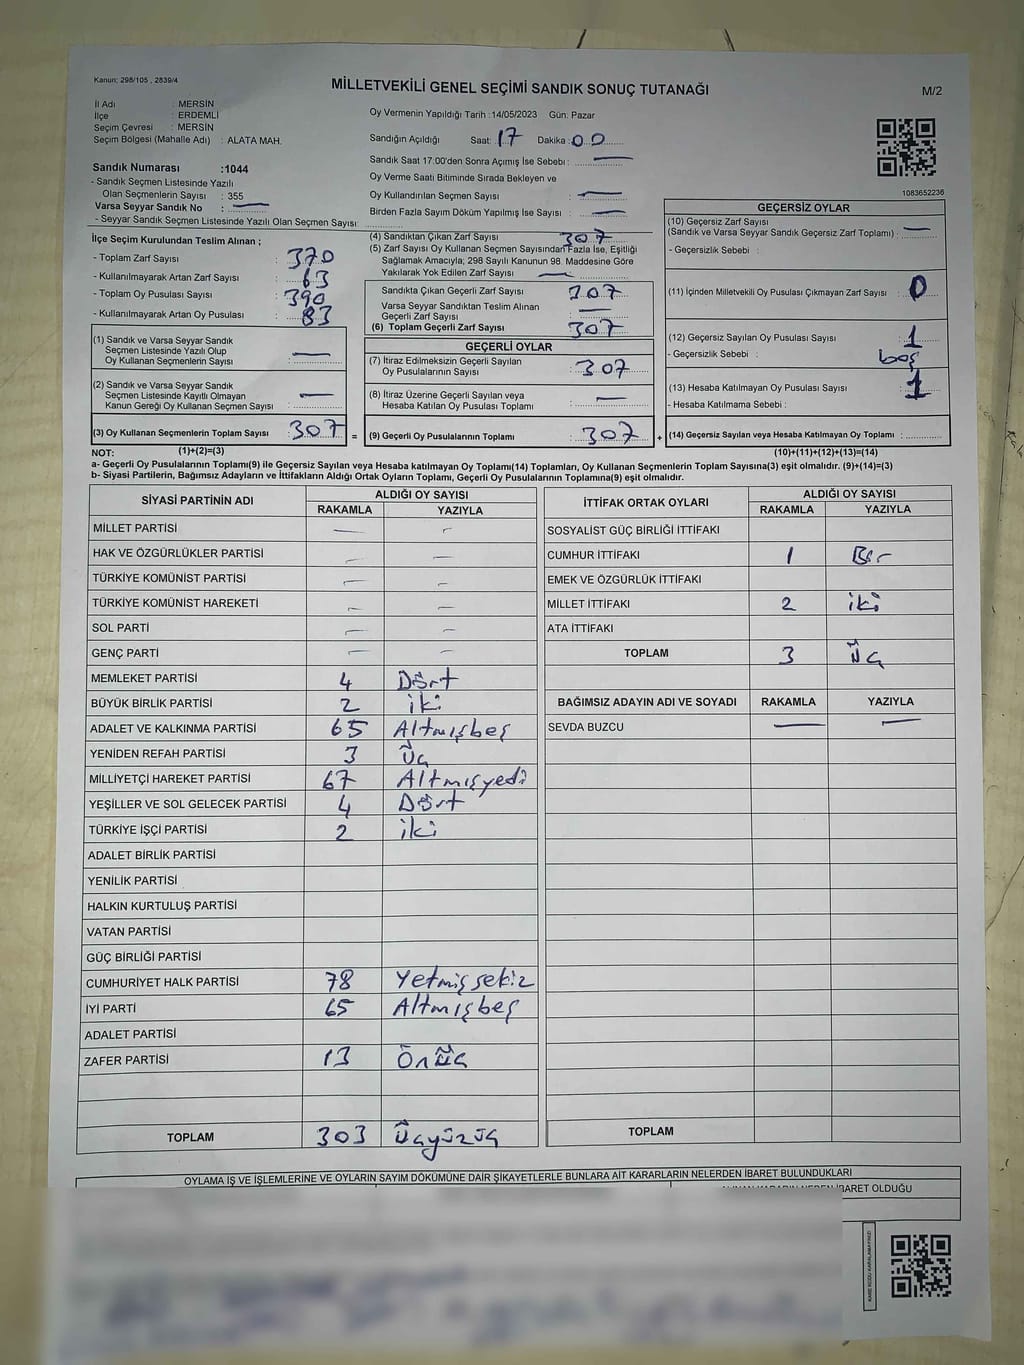 Kanun; 298/105 , 2839/4
MİLLETVEKİLİ GENEL SEÇİMİ SANDIK SONUÇ TUTANAĞI
M/2
İl Adı : MERSİN
İlçe : ERDEMLİ
Seçim Çevresi : MERSİN
Seçim Bölgesi (Mahalle Adı) : ALATA MAH.
Sandık Numarası :1044
- Sandık Seçmen Listesinde Yazılı
Olan Seçmenlerin Sayısı : 355
Varsa Seyyar Sandık No : —
- Seyyar Sandık Seçmen Listesinde Yazılı Olan Seçmen Sayısı:
Oy Vermenin Yapıldığı Tarih :14/05/2023 Gün: Pazar
Sandığın Açıldığı Saat: 17 Dakika: 00
Sandık Saat 17:00'den Sonra Açımış İse Sebebi : —
Oy Verme Saati Bitiminde Sırada Bekleyen ve
Oy Kullandırılan Seçmen Sayısı : —
Birden Fazla Sayım Döküm Yapılmış İse Sayısı : —
1083652236
İlçe Seçim Kurulundan Teslim Alınan ;
- Toplam Zarf Sayısı : 370
- Kullanılmayarak Artan Zarf Sayısı : 63
- Toplam Oy Pusulası Sayısı : 390
- Kullanılmayarak Artan Oy Pusulası : 83
(1) Sandık ve Varsa Seyyar Sandık
Seçmen Listesinde Yazılı Olup
Oy Kullanan Seçmenlerin Sayısı : —
(2) Sandık ve Varsa Seyyar Sandık
Seçmen Listesinde Kayıtlı Olmayan
Kanun Gereği Oy Kullanan Seçmen Sayısı : —
(3) Oy Kullanan Seçmenlerin Toplam Sayısı : 307
(4) Sandıktan Çıkan Zarf Sayısı : 307
(5) Zarf Sayısı Oy Kullanan Seçmen Sayısından Fazla İse, Eşitliği
Sağlamak Amacıyla; 298 Sayılı Kanunun 98. Maddesine Göre
Yakılarak Yok Edilen Zarf Sayısı : —
Sandıkta Çıkan Geçerli Zarf Sayısı : 307
Varsa Seyyar Sandıktan Teslim Alınan
Geçerli Zarf Sayısı : —
(6) Toplam Geçerli Zarf Sayısı : 307
GEÇERLİ OYLAR
(7) İtiraz Edilmeksizin Geçerli Sayılan
Oy Pusulalarının Sayısı : 307
(8) İtiraz Üzerine Geçerli Sayılan veya
Hesaba Katılan Oy Pusulası Toplamı : —
= (9) Geçerli Oy Pusulalarının Toplamı : 307
GEÇERSİZ OYLAR
(10) Geçersiz Zarf Sayısı
(Sandık ve Varsa Seyyar Sandık Geçersiz Zarf Toplamı) : —
- Geçersizlik Sebebi :
(11) İçinden Milletvekili Oy Pusulası Çıkmayan Zarf Sayısı : 0
(12) Geçersiz Sayılan Oy Pusulası Sayısı : 1
- Geçersizlik Sebebi : boş
(13) Hesaba Katılmayan Oy Pusulası Sayısı : 1
- Hesaba Katılmama Sebebi :
+ (14) Geçersiz Sayılan veya Hesaba Katılmayan Oy Toplamı :
NOT: (1)+(2)=(3) (10)+(11)+(12)+(13)=(14)
a- Geçerli Oy Pusulalarının Toplamı(9) ile Geçersiz Sayılan veya Hesaba katılmayan Oy Toplamı(14) Toplamları, Oy Kullanan Seçmenlerin Toplam Sayısına(3) eşit olmalıdır. (9)+(14)=(3)
b- Siyasi Partilerin, Bağımsız Adayların ve İttifakların Aldığı Ortak Oyların Toplamı, Geçerli Oy Pusulalarının Toplamına(9) eşit olmalıdır.
SİYASİ PARTİNİN ADI ALDIĞI OY SAYISI
RAKAMLA YAZIYLA
MİLLET PARTİSİ — —
HAK VE ÖZGÜRLÜKLER PARTİSİ — —
TÜRKİYE KOMÜNİST PARTİSİ — —
TÜRKİYE KOMÜNİST HAREKETİ — —
SOL PARTİ — —
GENÇ PARTİ — —
MEMLEKET PARTİSİ 4 Dört
BÜYÜK BİRLİK PARTİSİ 2 iki
ADALET VE KALKINMA PARTİSİ 65 Altmışbeş
YENİDEN REFAH PARTİSİ 3 Üç
MİLLİYETÇİ HAREKET PARTİSİ 67 Altmışyedi
YEŞİLLER VE SOL GELECEK PARTİSİ 4 Dört
TÜRKİYE İŞÇİ PARTİSİ 2 iki
ADALET BİRLİK PARTİSİ
YENİLİK PARTİSİ
HALKIN KURTULUŞ PARTİSİ
VATAN PARTİSİ
GÜÇ BİRLİĞİ PARTİSİ
CUMHURİYET HALK PARTİSİ 78 Yetmişsekiz
İYİ PARTİ 65 Altmışbeş
ADALET PARTİSİ
ZAFER PARTİSİ 13 Onüç
TOPLAM 303 Üçyüzüç
İTTİFAK ORTAK OYLARI ALDIĞI OY SAYISI
RAKAMLA YAZIYLA
SOSYALİST GÜÇ BİRLİĞİ İTTİFAKI
CUMHUR İTTİFAKI 1 Bir
EMEK VE ÖZGÜRLÜK İTTİFAKI
MİLLET İTTİFAKI 2 iki
ATA İTTİFAKI
TOPLAM 3 Üç
BAĞIMSIZ ADAYIN ADI VE SOYADI RAKAMLA YAZIYLA
SEVDA BUZCU — —
TOPLAM
OYLAMA İŞ VE İŞLEMLERİNE VE OYLARIN SAYIM DÖKÜMÜNE DAİR ŞİKAYETLERLE BUNLARA AİT KARARLARIN NELERDEN İBARET BULUNDUKLARI
İBARET OLDUĞU